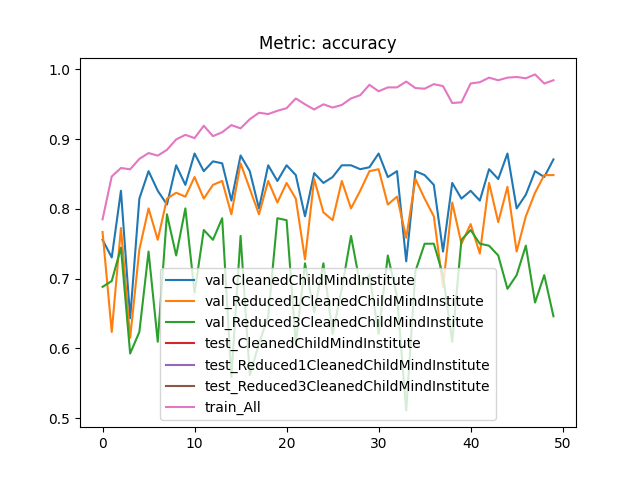 Metric: accuracy
1.0
0.9
0.8
0.7
0.6
0.5
val_CleanedChildMindInstitute
val_Reduced1CleanedChildMindInstitute
val_Reduced3CleanedChildMindInstitute
test_CleanedChildMindInstitute
test_Reduced1CleanedChildMindInstitute
test_Reduced3CleanedChildMindInstitute
train_All
0 10 20 30 40 50